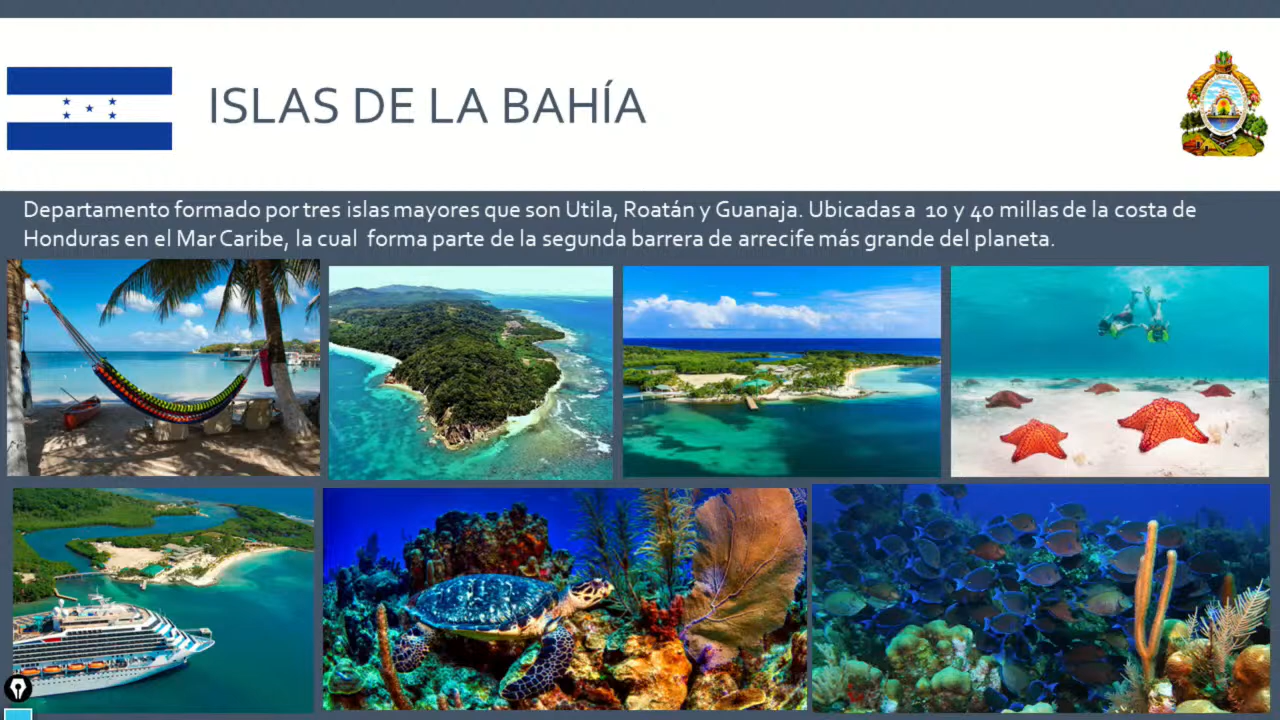 ISLAS DE LA BAHÍA
Departamento formado por tres islas mayores que son Utila, Roatán y Guanaja. Ubicadas a 10 y 40 millas de la costa de
Honduras en el Mar Caribe, la cual forma parte de la segunda barrera de arrecife más grande del planeta.